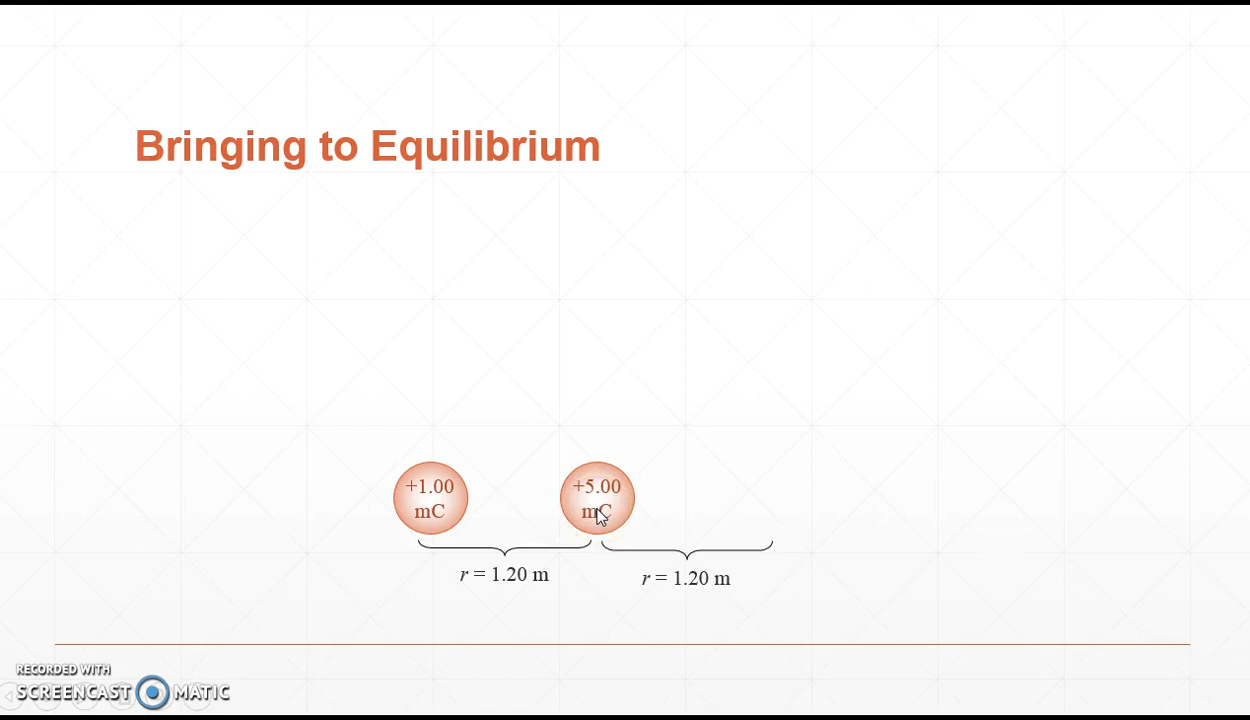 Bringing to Equilibrium
+1.00
mC
+5.00
mC
r = 1.20 m
r = 1.20 m
RECORDED WITH
SCREENCAST MATIC